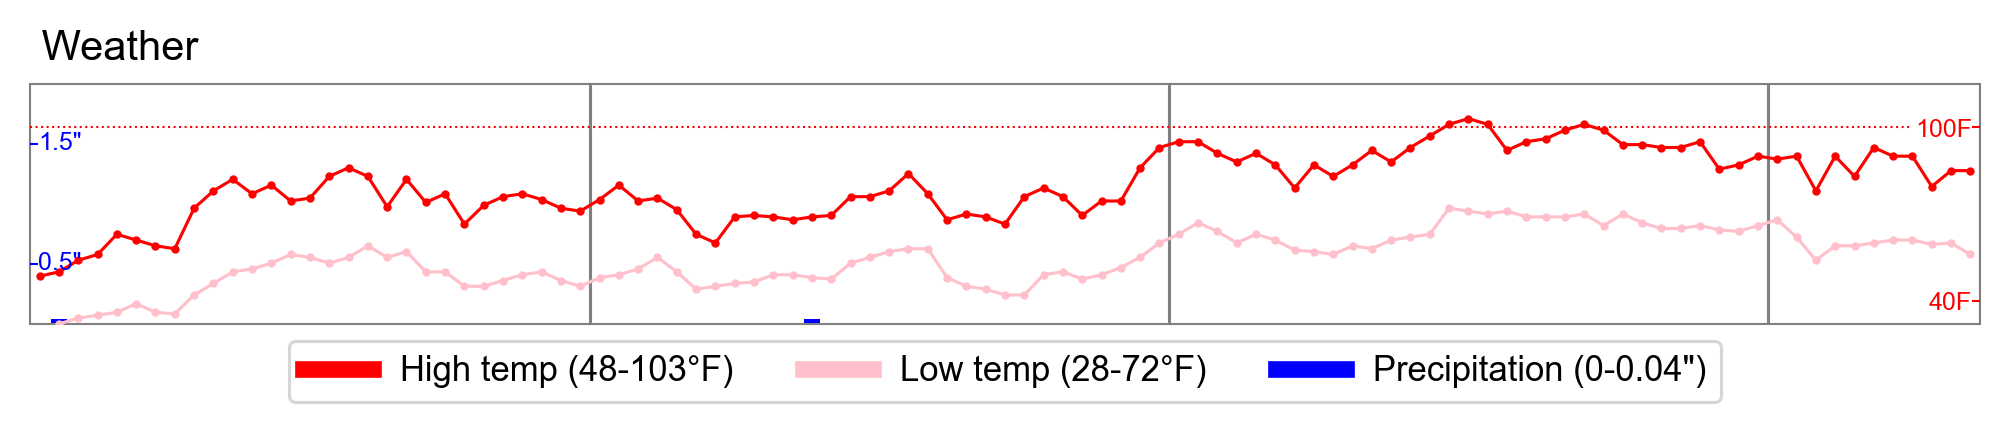 Weather
1.5"
0.5"
100F
40F
High temp (48-103°F) Low temp (28-72°F) Precipitation (0-0.04")